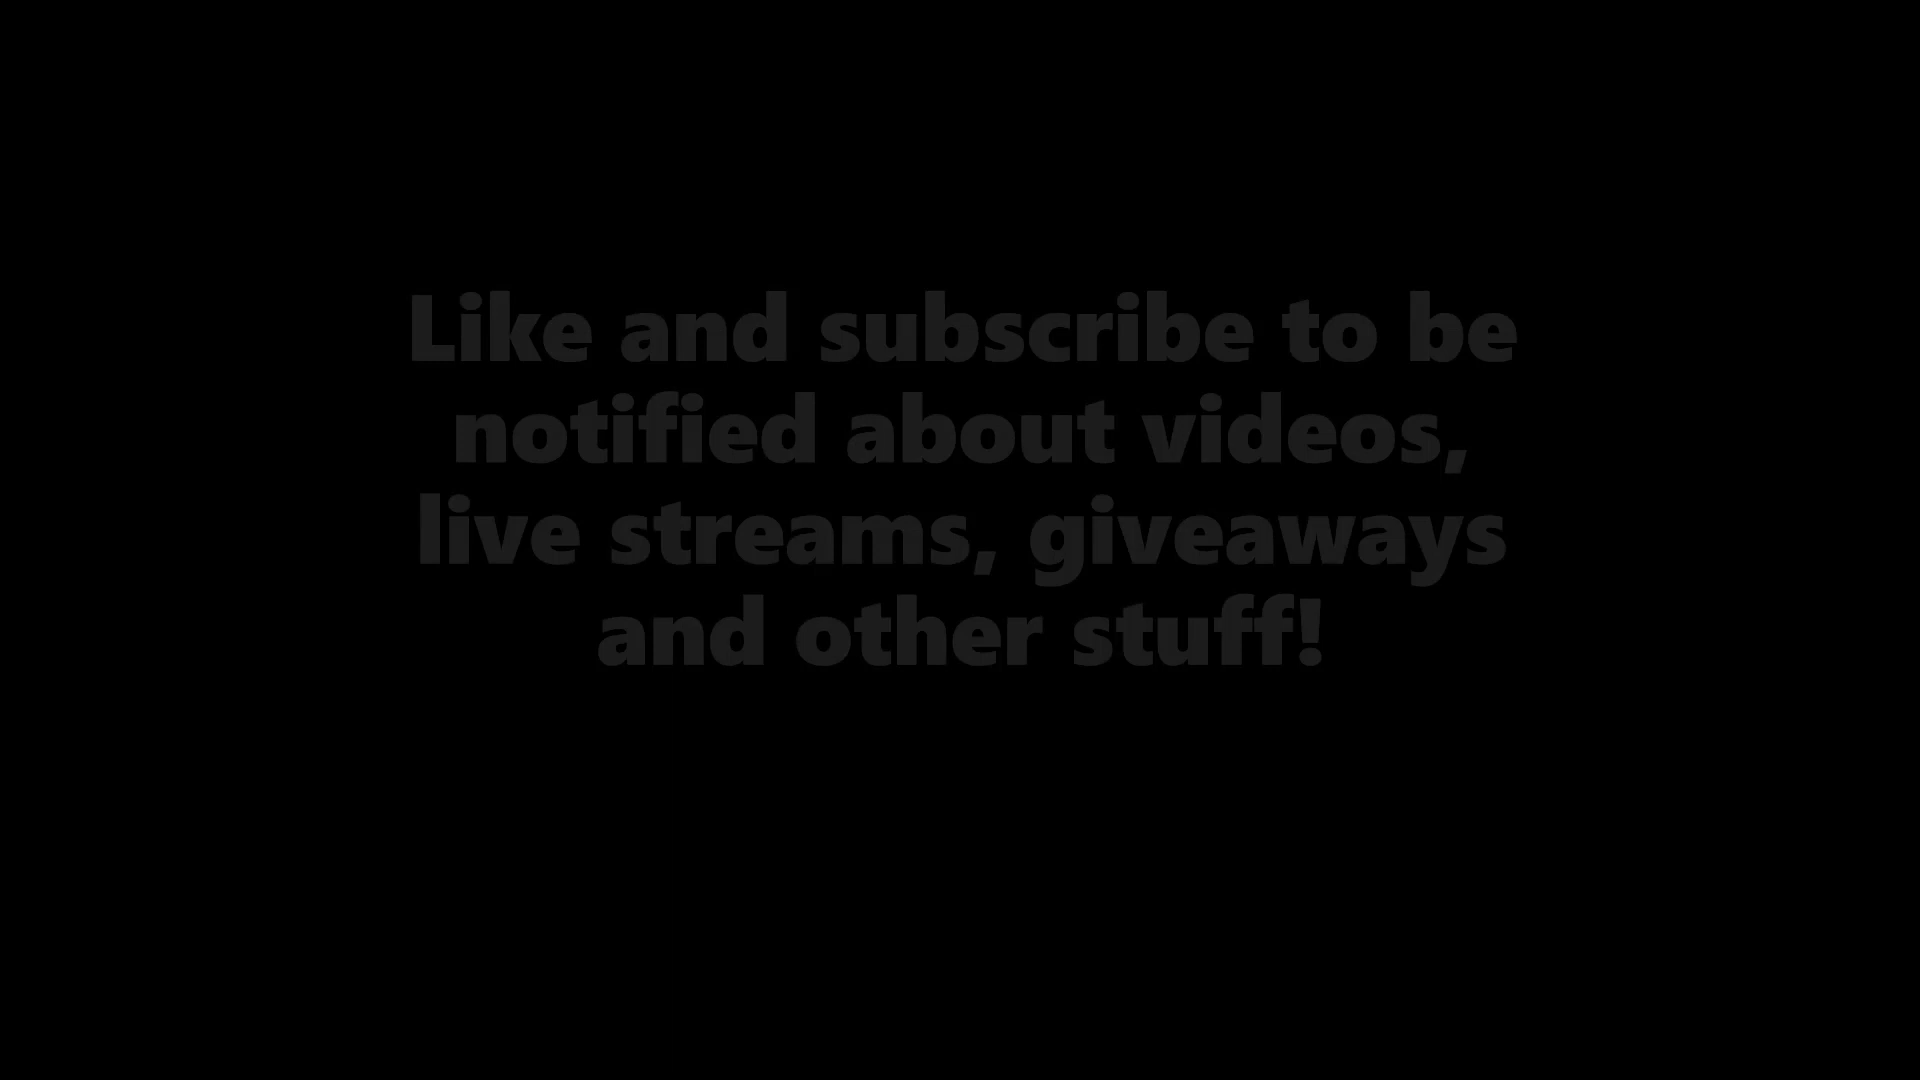 Like and subscribe to be
notified about videos,
live streams, giveaways
and other stuff!